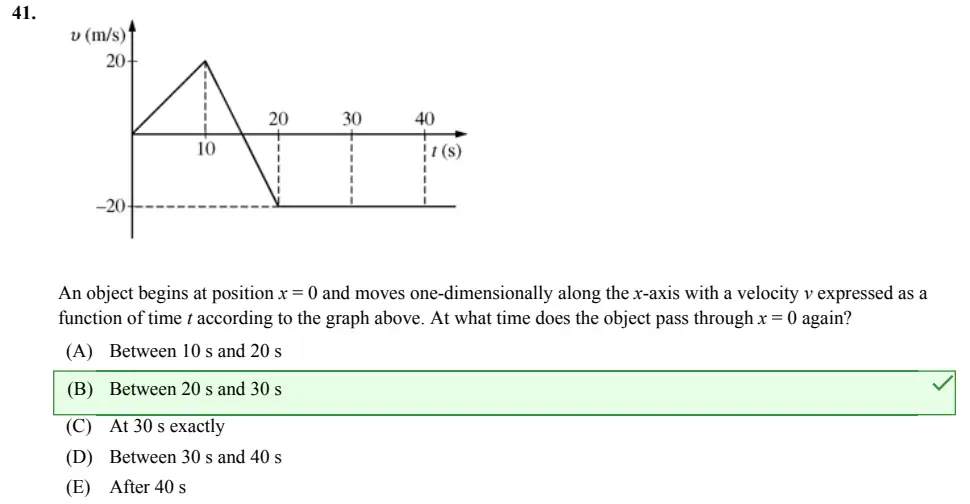 41.
v (m/s)
20
20 30 40
10
t (s)
–20
An object begins at position x = 0 and moves one-dimensionally along the x-axis with a velocity v expressed as a
function of time t according to the graph above. At what time does the object pass through x = 0 again?
(A) Between 10 s and 20 s
(B) Between 20 s and 30 s
(C) At 30 s exactly
(D) Between 30 s and 40 s
(E) After 40 s